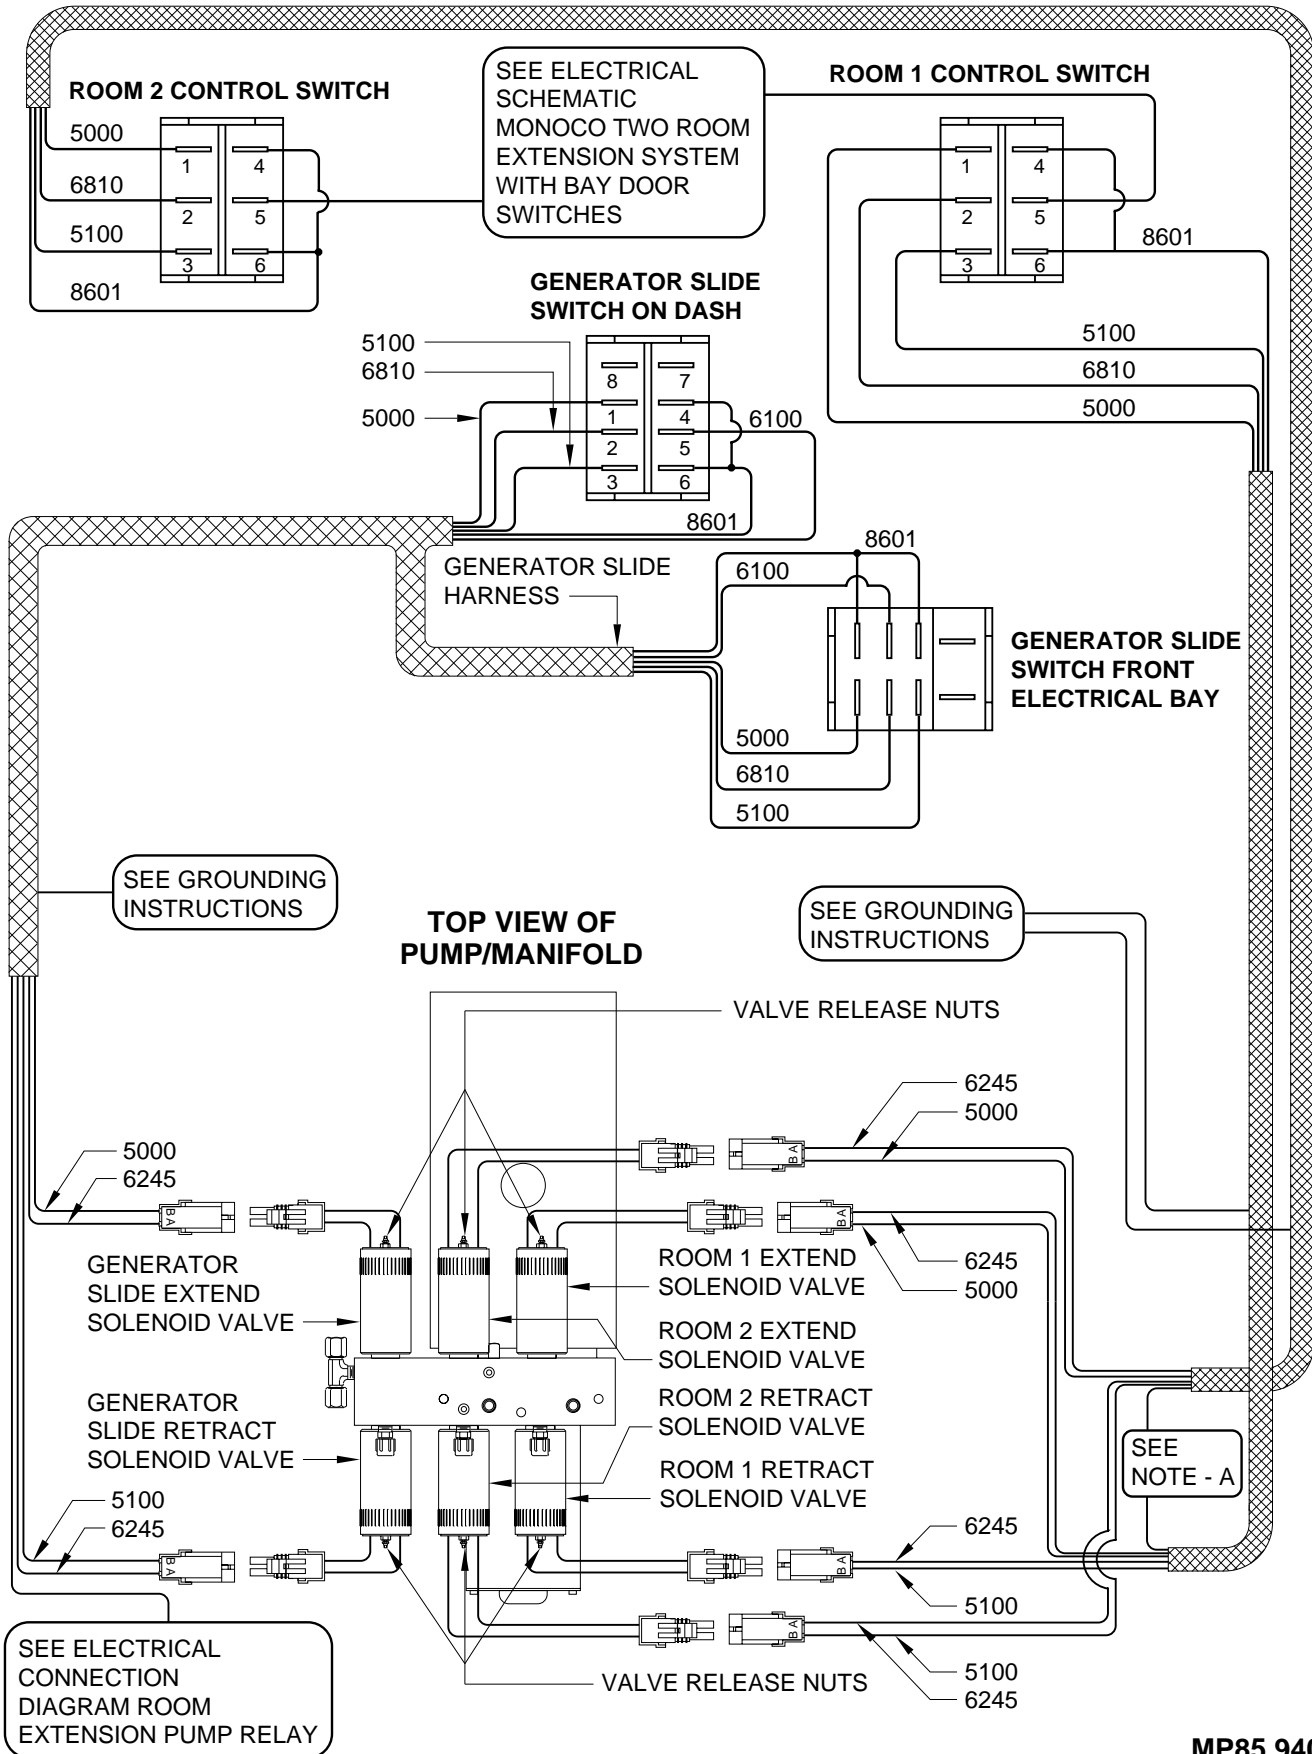 ROOM 2 CONTROL SWITCH
5000
6810
5100
8601
1
2
3
4
5
6
SEE ELECTRICAL
SCHEMATIC
MONOCO TWO ROOM
EXTENSION SYSTEM
WITH BAY DOOR
SWITCHES
ROOM 1 CONTROL SWITCH
1
2
3
4
5
6
8601
5100
6810
5000
GENERATOR SLIDE
SWITCH ON DASH
5100
6810
5000
8
1
2
3
7
4
5
6
6100
8601
GENERATOR SLIDE
HARNESS
8601
6100
5000
6810
5100
GENERATOR SLIDE
SWITCH FRONT
ELECTRICAL BAY
SEE GROUNDING
INSTRUCTIONS
TOP VIEW OF
PUMP/MANIFOLD
SEE GROUNDING
INSTRUCTIONS
VALVE RELEASE NUTS
6245
5000
B A
5000
6245
B A
B A
6245
5000
GENERATOR
SLIDE EXTEND
SOLENOID VALVE
ROOM 1 EXTEND
SOLENOID VALVE
ROOM 2 EXTEND
SOLENOID VALVE
GENERATOR
SLIDE RETRACT
SOLENOID VALVE
ROOM 2 RETRACT
SOLENOID VALVE
ROOM 1 RETRACT
SOLENOID VALVE
SEE
NOTE - A
5100
6245
B A
6245
B A
5100
B A
5100
6245
VALVE RELEASE NUTS
SEE ELECTRICAL
CONNECTION
DIAGRAM ROOM
EXTENSION PUMP RELAY
MP85.940